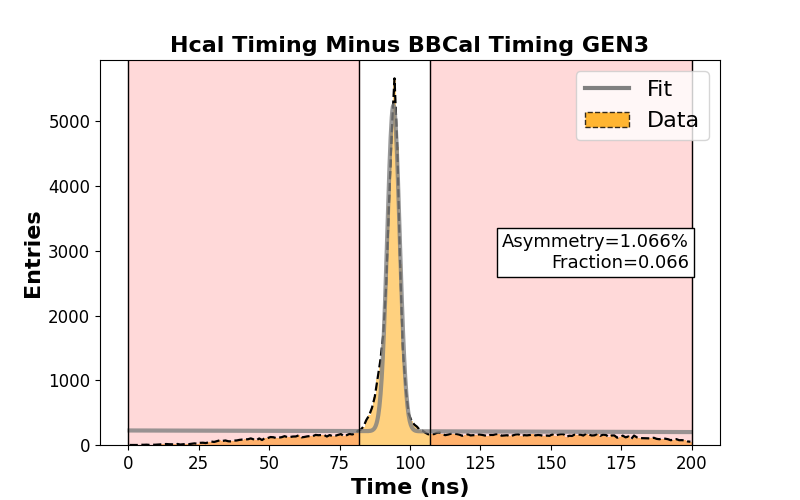 Hcal Timing Minus BBCal Timing GEN3
Fit
Data
Asymmetry=1.066%
Fraction=0.066
Entries
5000
4000
3000
2000
1000
0
0 25 50 75 100 125 150 175 200
Time (ns)